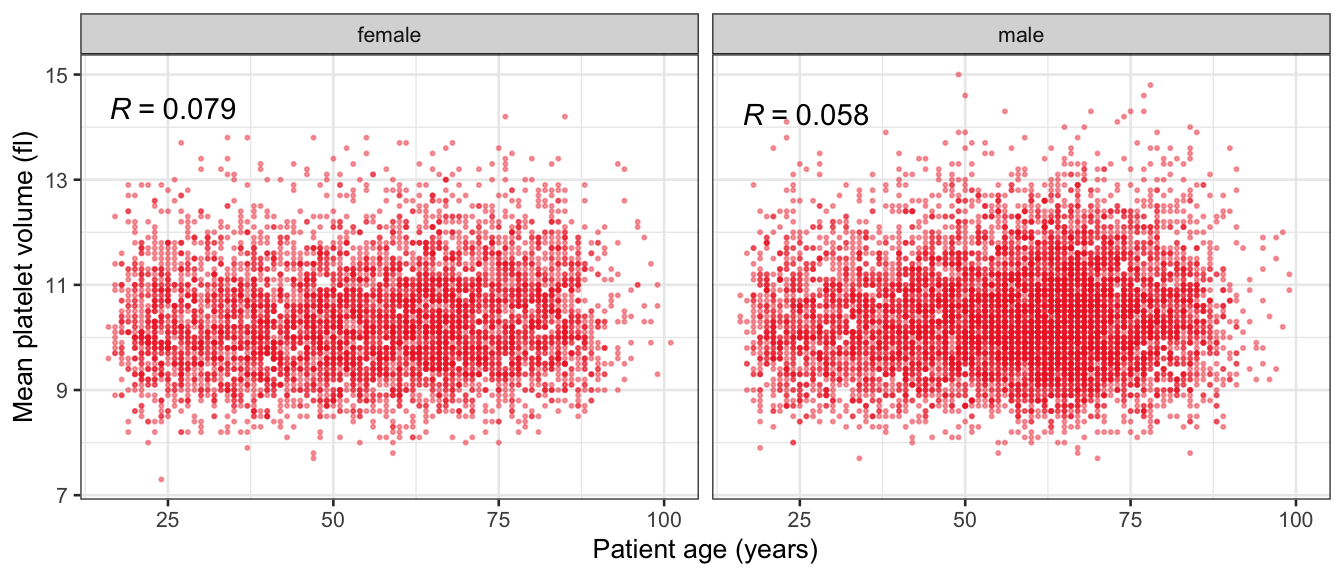 female
male
15
13
11
9
7
R = 0.079
R = 0.058
25
50
75
100
25
50
75
100
Mean platelet volume (fl)
Patient age (years)